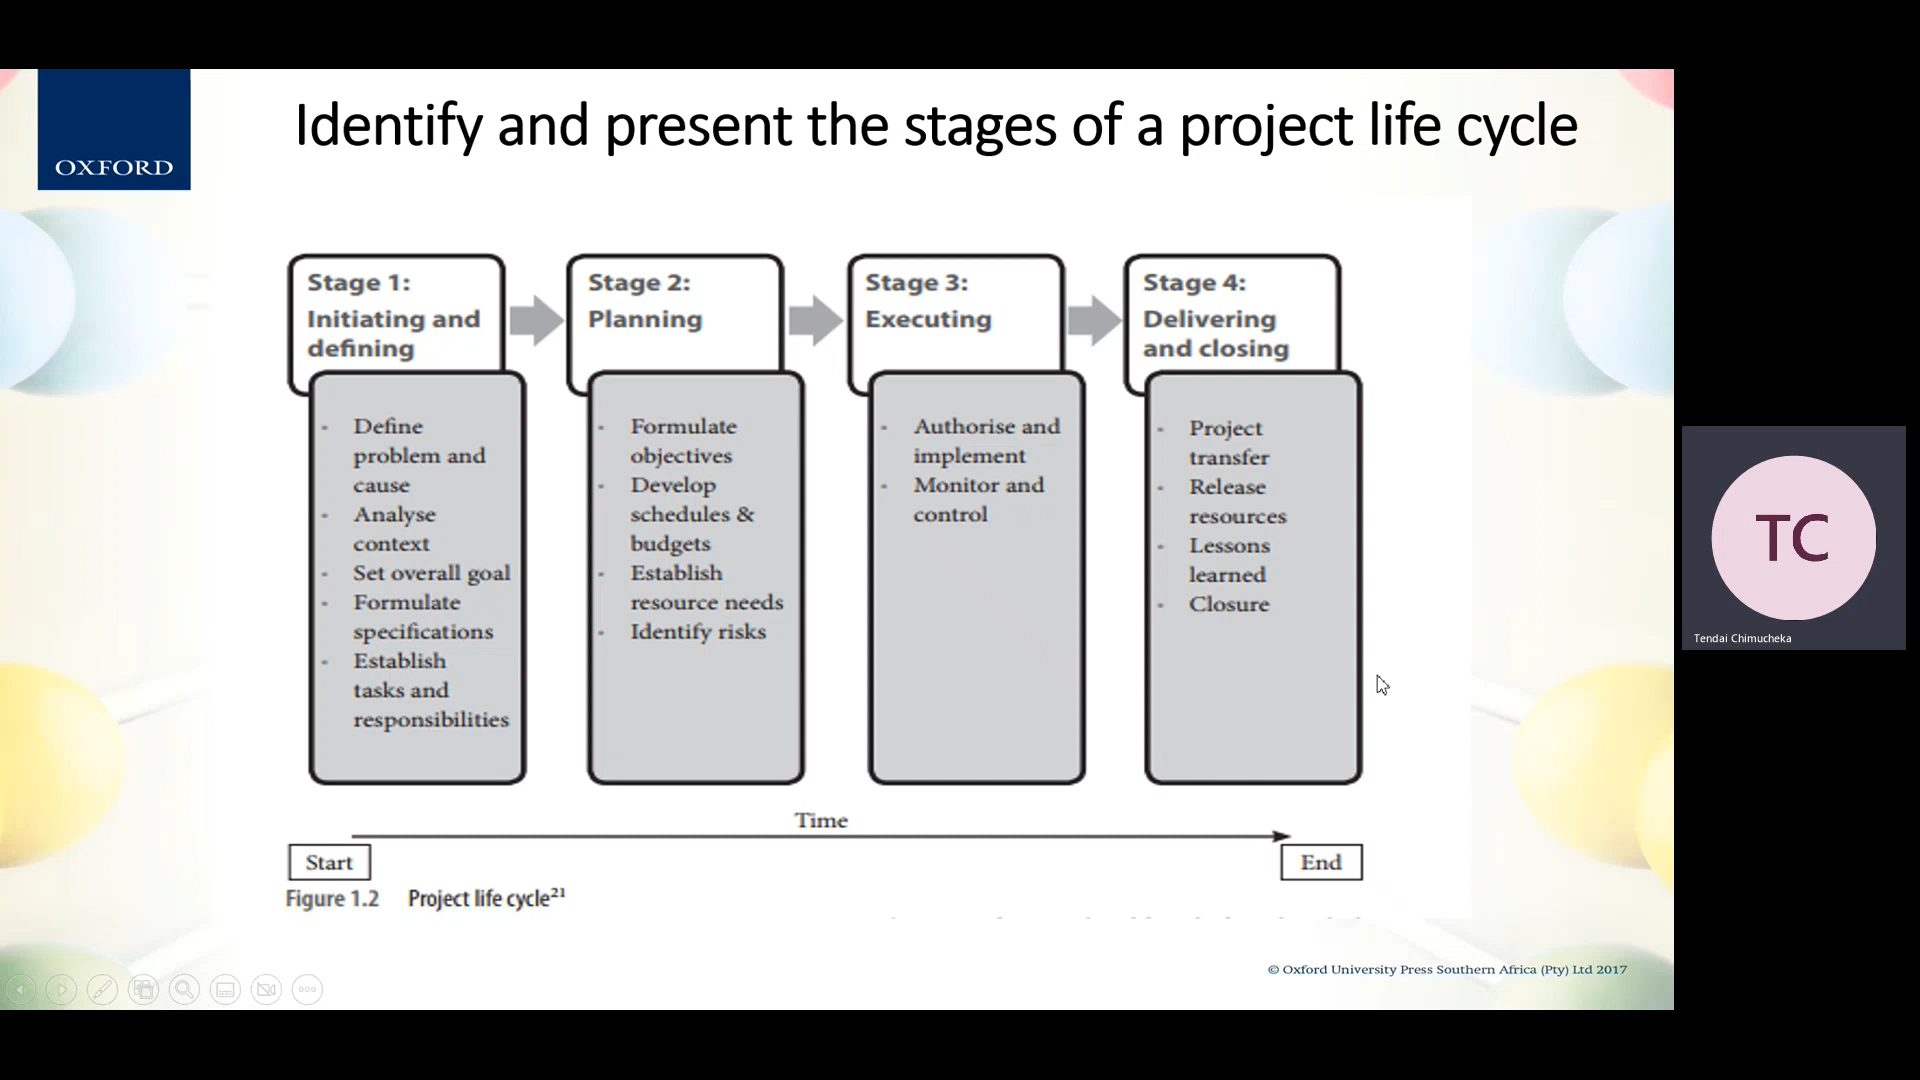 OXFORD
Identify and present the stages of a project life cycle
Stage 1:
Initiating and
defining
- Define
problem and
cause
- Analyse
context
- Set overall goal
- Formulate
specifications
- Establish
tasks and
responsibilities
Stage 2:
Planning
- Formulate
objectives
- Develop
schedules &
budgets
- Establish
resource needs
- Identify risks
Stage 3:
Executing
- Authorise and
implement
- Monitor and
control
Stage 4:
Delivering
and closing
- Project
transfer
- Release
resources
- Lessons
learned
- Closure
Time
Start
End
Figure 1.2 Project life cycle21
© Oxford University Press Southern Africa (Pty) Ltd 2017
TC
Tendai Chimucheka